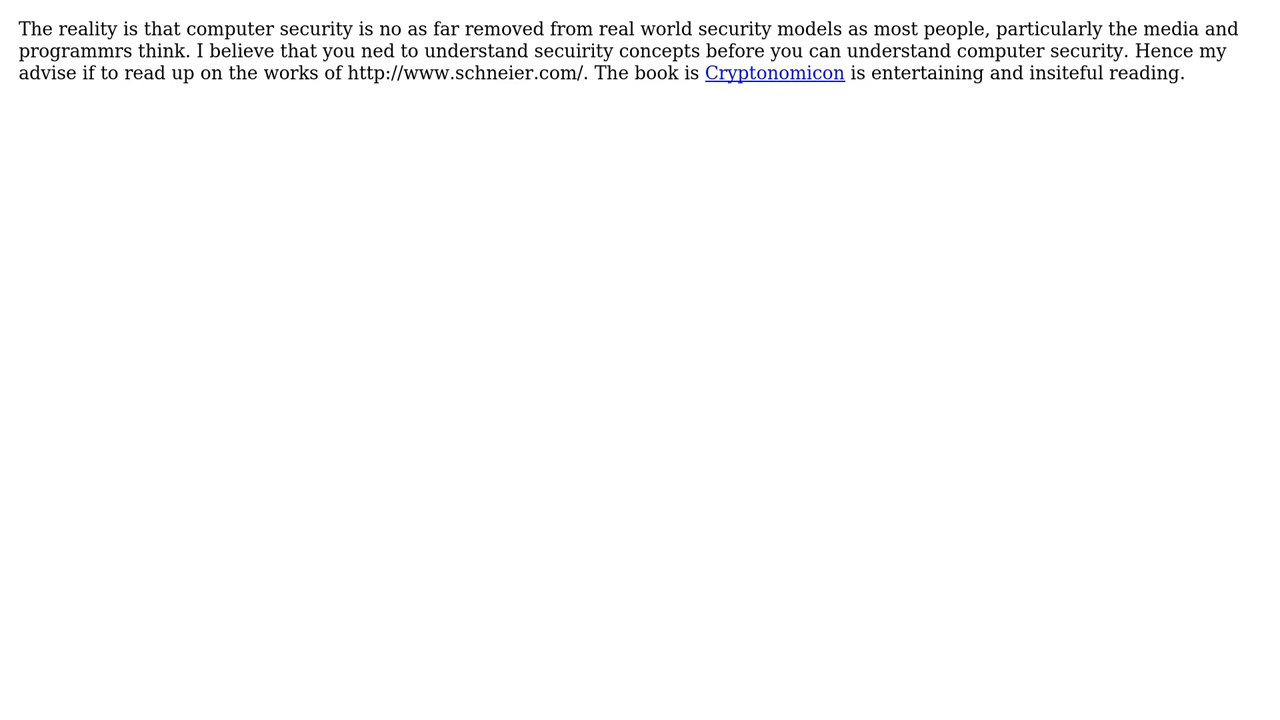 The reality is that computer security is no as far removed from real world security models as most people, particularly the media and
programmrs think. I believe that you ned to understand secuirity concepts before you can understand computer security. Hence my
advise if to read up on the works of http://www.schneier.com/. The book is Cryptonomicon is entertaining and insiteful reading.